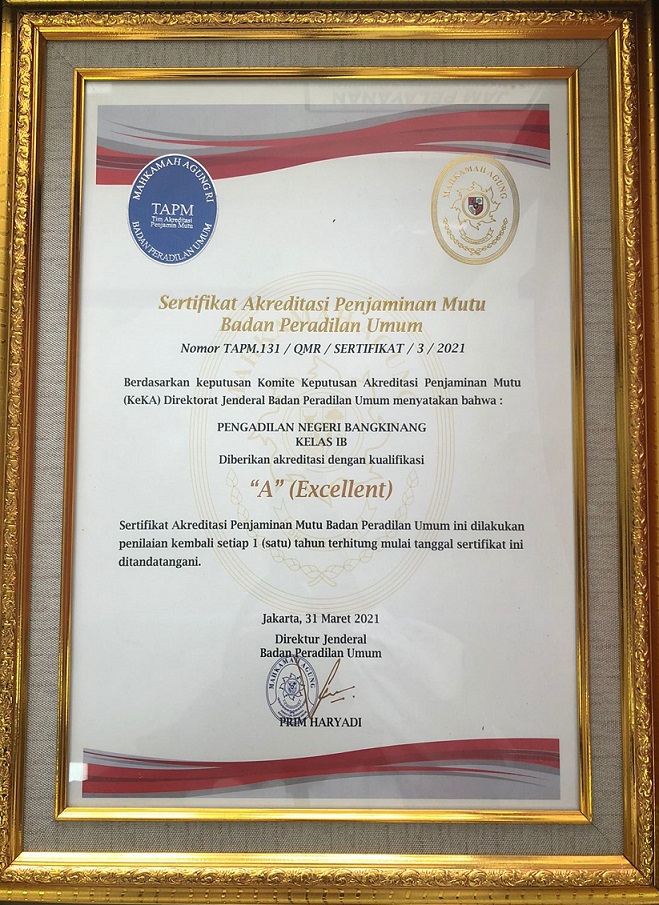 MAHKAMAH AGUNG RI
TAPM
Tim Akreditasi
Penjamin Mutu
BADAN PERADILAN UMUM
MAHKAMAH AGUNG
Sertifikat Akreditasi Penjaminan Mutu
Badan Peradilan Umum
Nomor TAPM.131 / QMR / SERTIFIKAT / 3 / 2021
Berdasarkan keputusan Komite Keputusan Akreditasi Penjaminan Mutu
(KeKA) Direktorat Jenderal Badan Peradilan Umum menyatakan bahwa :
PENGADILAN NEGERI BANGKINANG
KELAS IB
Diberikan akreditasi dengan kualifikasi
“A” (Excellent)
Sertifikat Akreditasi Penjaminan Mutu Badan Peradilan Umum ini dilakukan
penilaian kembali setiap 1 (satu) tahun terhitung mulai tanggal sertifikat ini
ditandatangani.
Jakarta, 31 Maret 2021
Direktur Jenderal
Badan Peradilan Umum
MAHKAMAH AGUNG
PRIM HARYADI